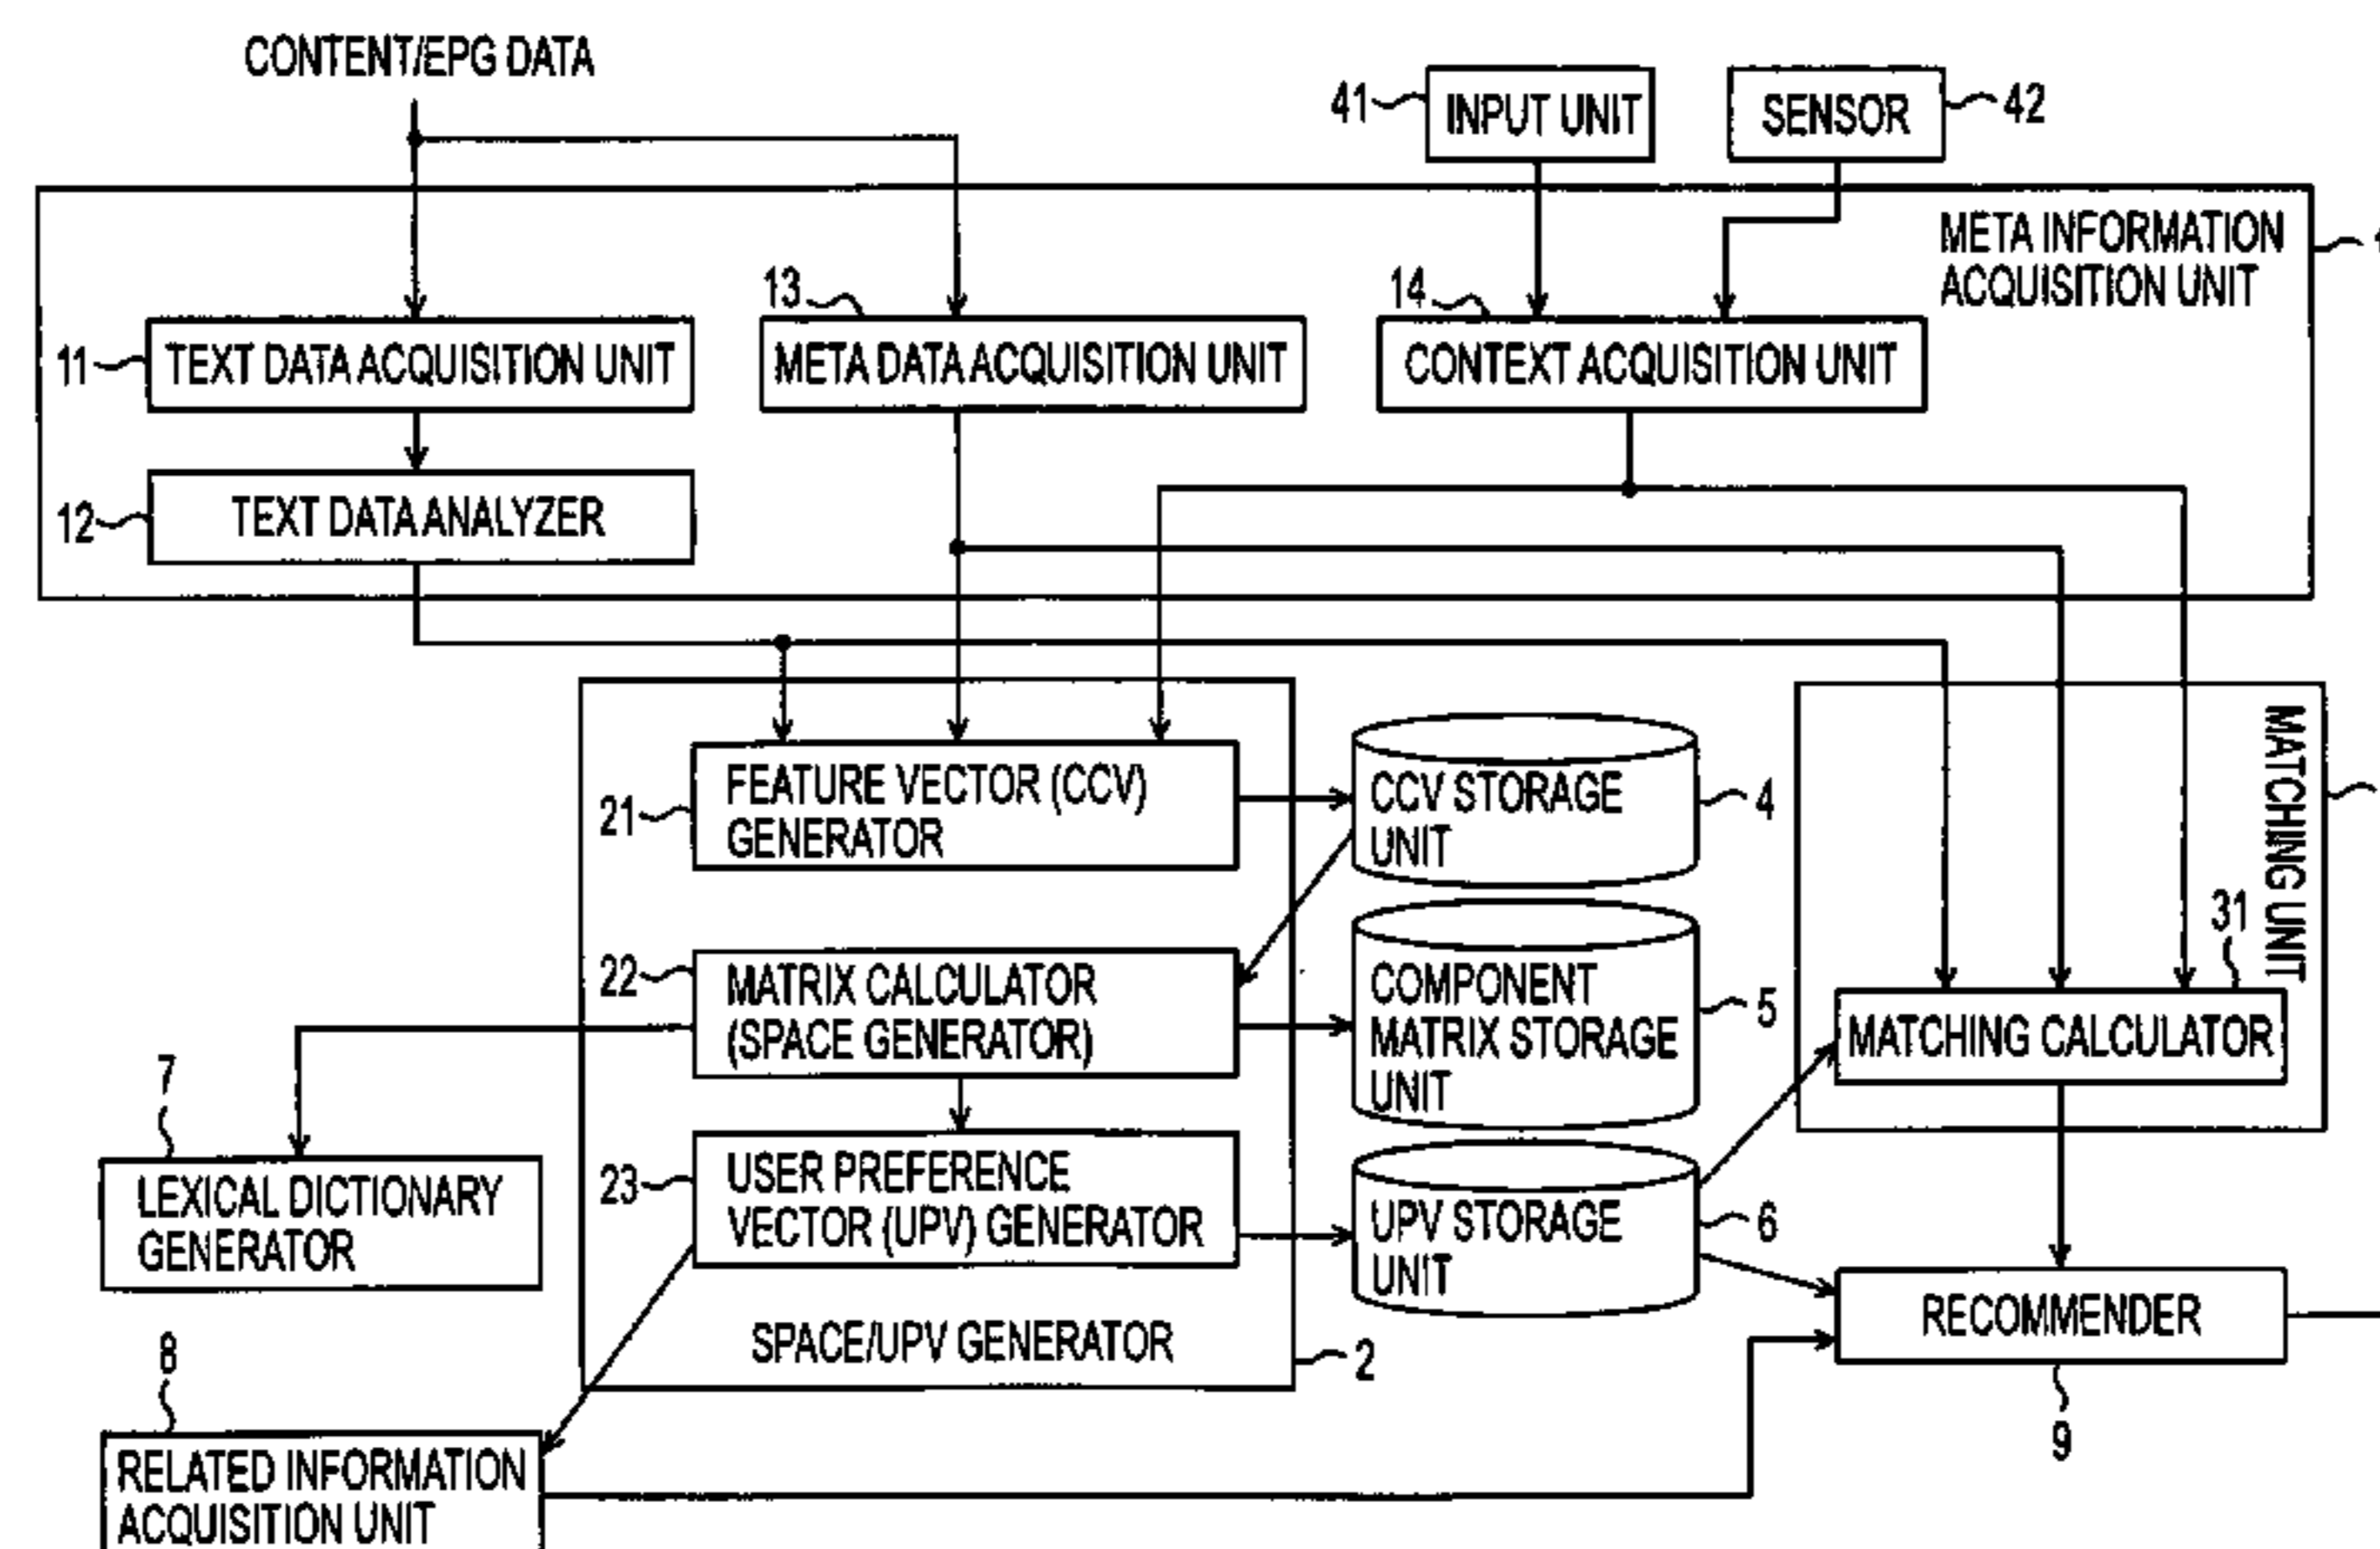 CONTENT/EPG DATA
41
INPUT UNIT
SENSOR
42
META INFORMATION
ACQUISITION UNIT
13
14
11
TEXT DATA ACQUISITION UNIT
META DATA ACQUISITION UNIT
CONTEXT ACQUISITION UNIT
12
TEXT DATA ANALYZER
MATCHING UNIT
21
FEATURE VECTOR (CCV)
GENERATOR
CCV STORAGE
UNIT
4
31
22
MATRIX CALCULATOR
(SPACE GENERATOR)
COMPONENT
MATRIX STORAGE
UNIT
5
MATCHING CALCULATOR
7
LEXICAL DICTIONARY
GENERATOR
23
USER PREFERENCE
VECTOR (UPV) GENERATOR
UPV STORAGE
UNIT
6
RECOMMENDER
SPACE/UPV GENERATOR
2
8
9
RELATED INFORMATION
ACQUISITION UNIT